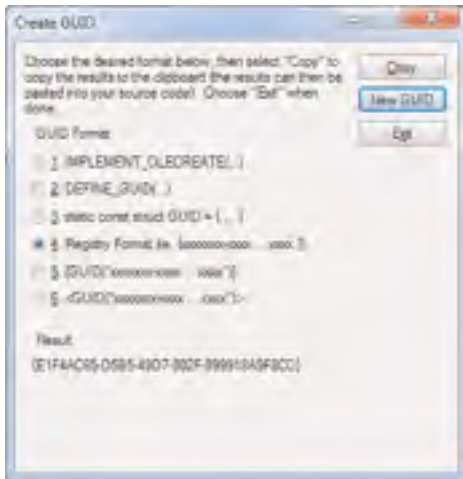 Create GUID
Choose the desired format below, then select "Copy" to
copy the results to the clipboard (the results can then be
pasted into your source code). Choose "Exit" when
done.
Copy
New GUID
Exit
GUID Format
1. IMPLEMENT_OLECREATE(...)
2. DEFINE_GUID(...)
3. static const struct GUID = { ... }
4. Registry Format (ie. {xxxxxxxx-xxxx ... xxxx })
5. [GUID("xxxxxxxx-xxxx ... xxxx")]
6. <GUID("xxxxxxxx-xxxx ... xxxx")>
Result